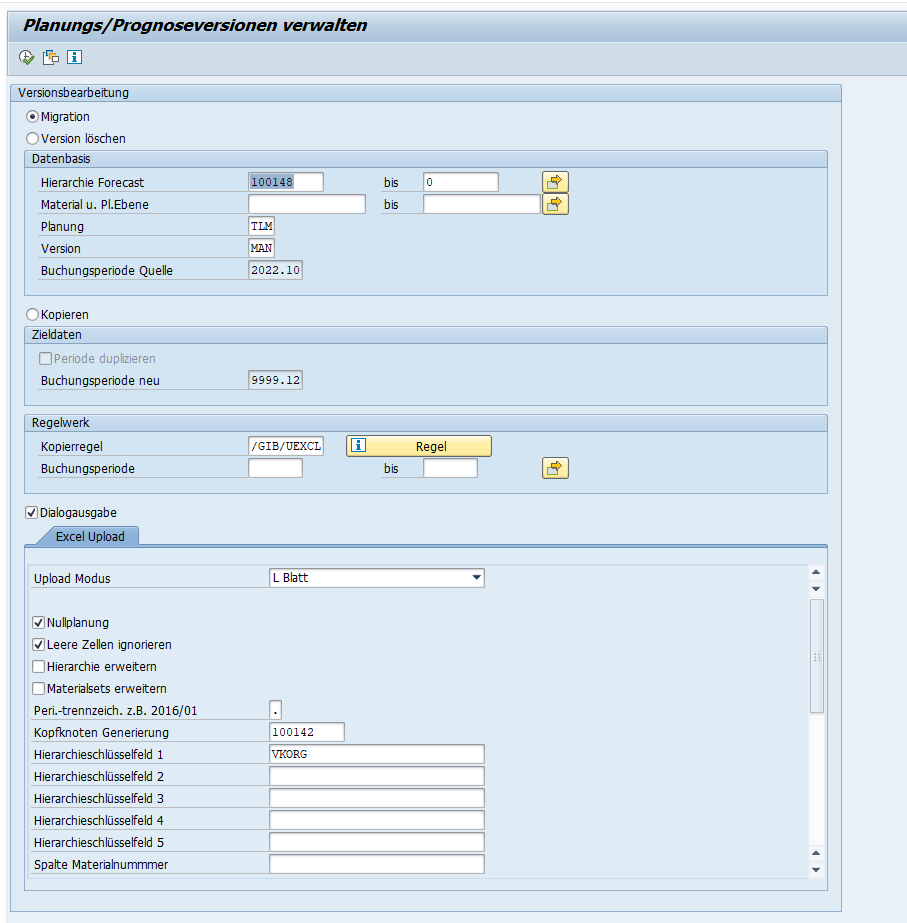 Planungs/Prognoseversionen verwalten
Versionsbearbeitung
Migration
Version löschen
Datenbasis
Hierarchie Forecast 100148 bis 0
Material u. Pl.Ebene bis
Planung TLM
Version MAN
Buchungsperiode Quelle 2022.10
Kopieren
Zieldaten
Periode duplizieren
Buchungsperiode neu 9999.12
Regelwerk
Kopierregel /GIB/UEXCL Regel
Buchungsperiode bis
Dialogausgabe
Excel Upload
Upload Modus L Blatt
Nullplanung
Leere Zellen ignorieren
Hierarchie erweitern
Materialsets erweitern
Peri.-trennzeich. z.B. 2016/01 .
Kopfknoten Generierung 100142
Hierarchieschlüsselfeld 1 VKORG
Hierarchieschlüsselfeld 2
Hierarchieschlüsselfeld 3
Hierarchieschlüsselfeld 4
Hierarchieschlüsselfeld 5
Spalte Materialnummmer